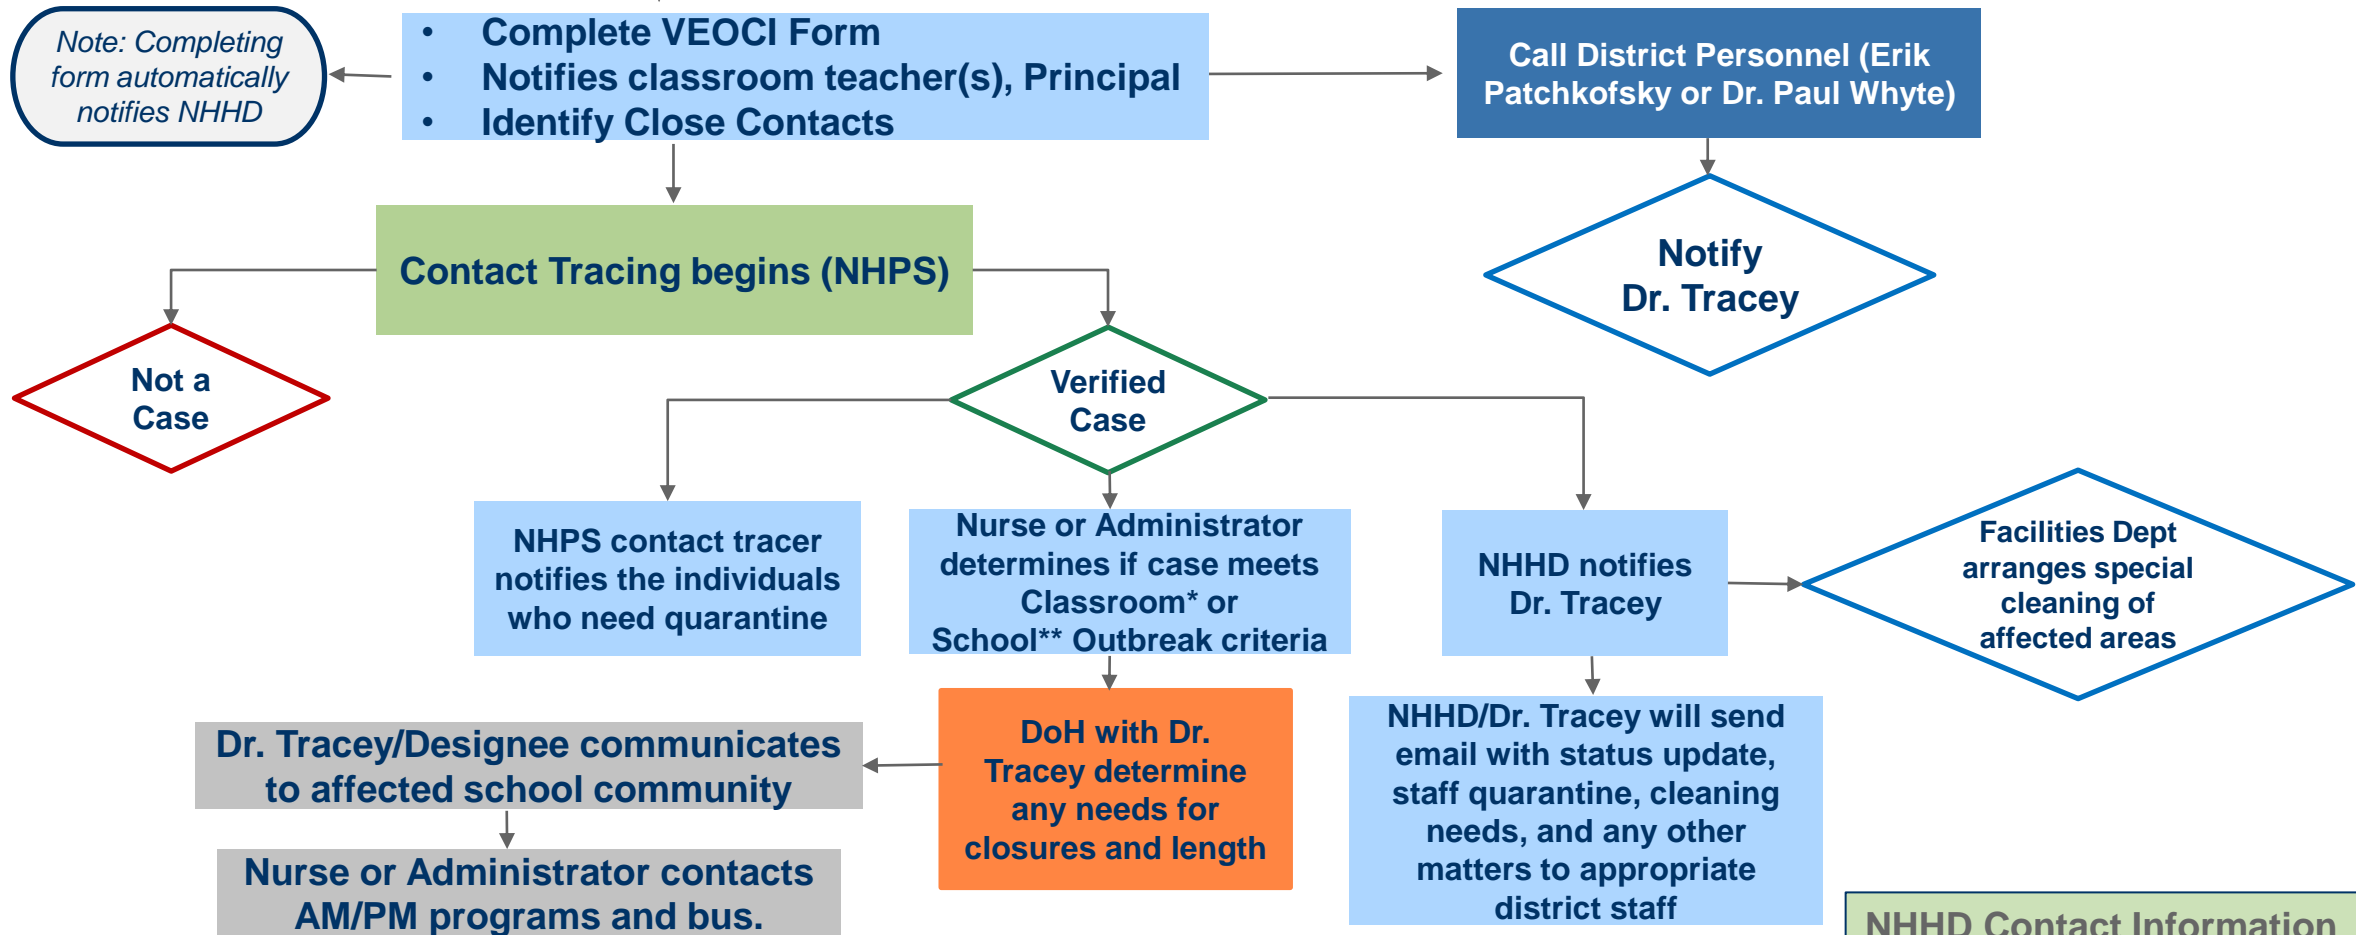 Note: Completing
form automatically
notifies NHHD
• Complete VEOCI Form
• Notifies classroom teacher(s), Principal
• Identify Close Contacts
Call District Personnel (Erik
Patchkofsky or Dr. Paul Whyte)
Notify
Dr. Tracey
Contact Tracing begins (NHPS)
Not a
Case
Verified
Case
NHPS contact tracer
notifies the individuals
who need quarantine
Nurse or Administrator
determines if case meets
Classroom* or
School** Outbreak criteria
NHHD notifies
Dr. Tracey
Facilities Dept
arranges special
cleaning of
affected areas
Dr. Tracey/Designee communicates
to affected school community
DoH with Dr.
Tracey determine
any needs for
closures and length
NHHD/Dr. Tracey will send
email with status update,
staff quarantine, cleaning
needs, and any other
matters to appropriate
district staff
Nurse or Administrator contacts
AM/PM programs and bus.
NHHD Contact Information